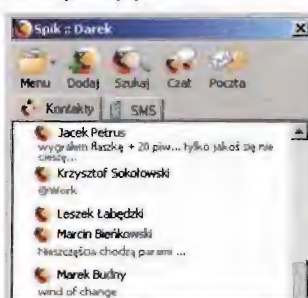 Spik - Darek
Menu Dodaj Szukaj Czat Poczta
Kontakty SMS
Jacek Petrus
wygrałem flaszkę + 20 piw... tylko jakoś się nie
cieszę...
Krzysztof Sokołowski
@Work
Leszek Łabędzki
Marcin Bieńkowski
Nieszczęścia chodzą parami ...
Marek Budny
wind of change